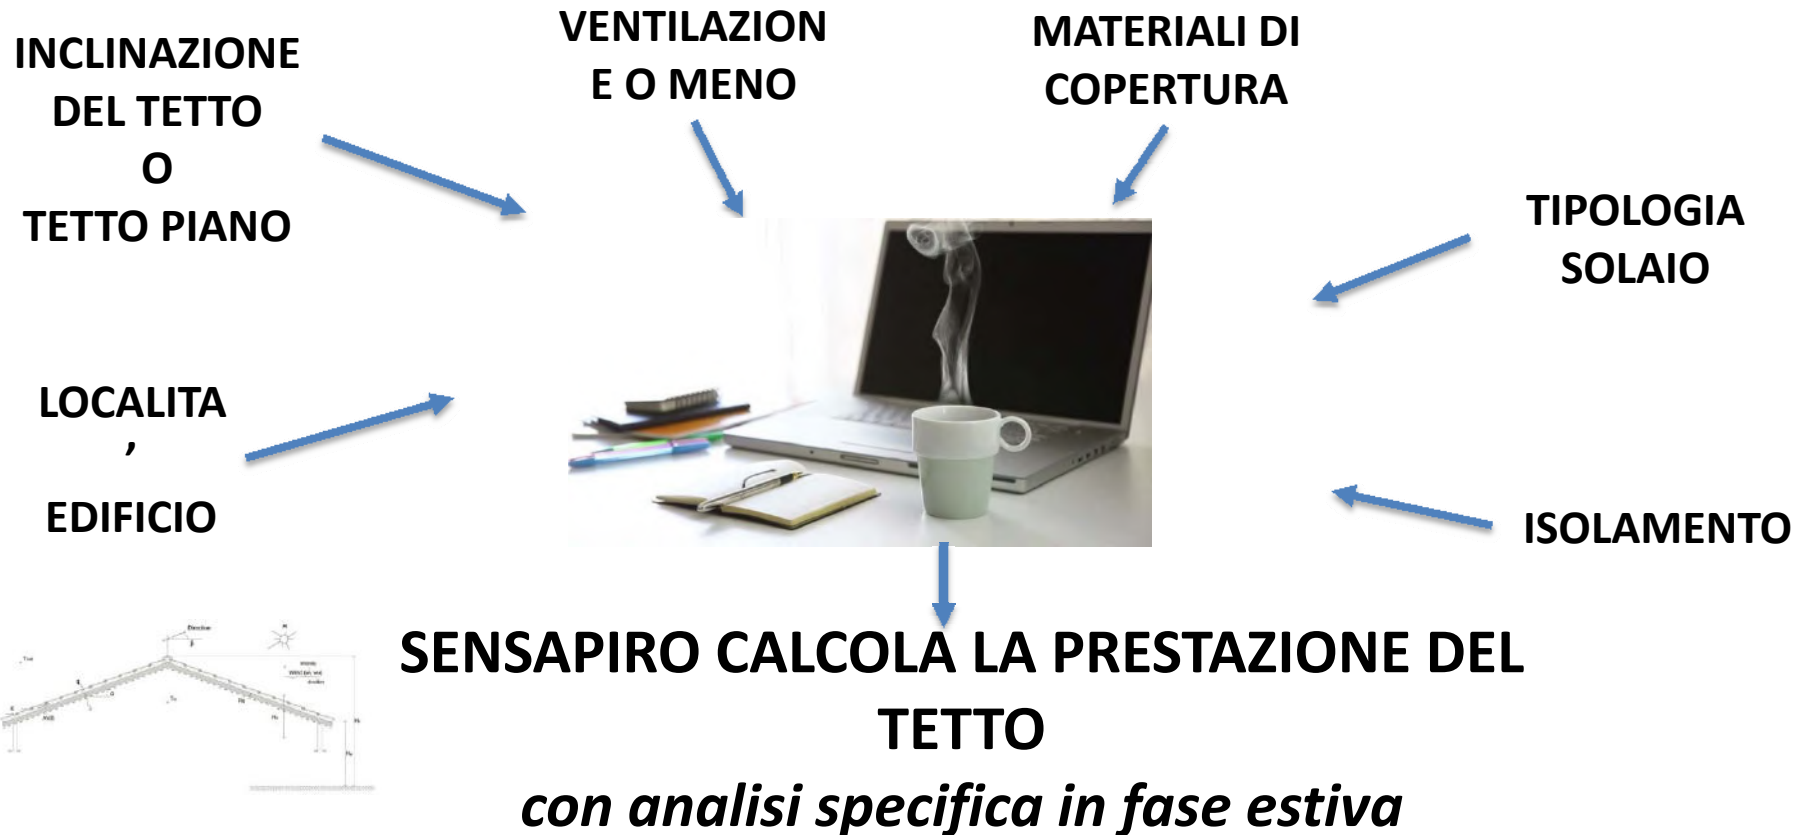 INCLINAZIONE
DEL TETTO
O
TETTO PIANO
VENTILAZION
E O MENO
MATERIALI DI
COPERTURA
TIPOLOGIA
SOLAIO
LOCALITA
’
EDIFICIO
ISOLAMENTO
SENSAPIRO CALCOLA LA PRESTAZIONE DEL
TETTO
con analisi specifica in fase estiva